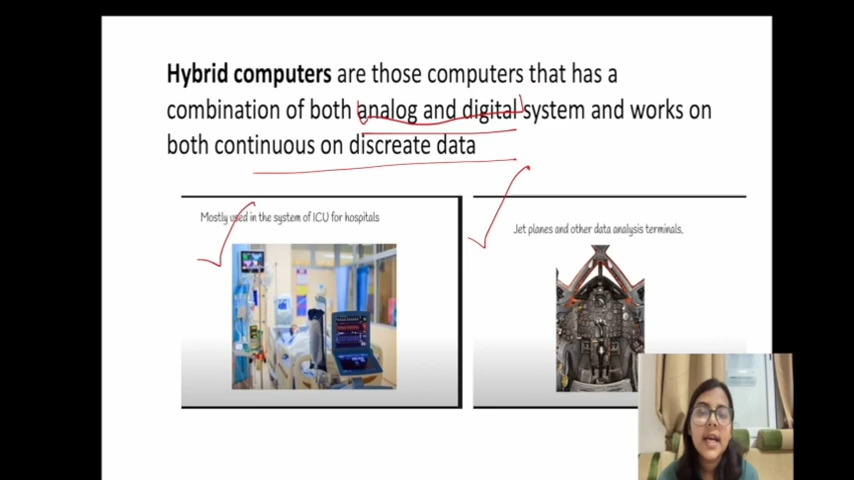 Hybrid computers are those computers that has a
combination of both analog and digital system and works on
both continuous on discreate data
Mostly used in the system of ICU for hospitals
Jet planes and other data analysis terminals.